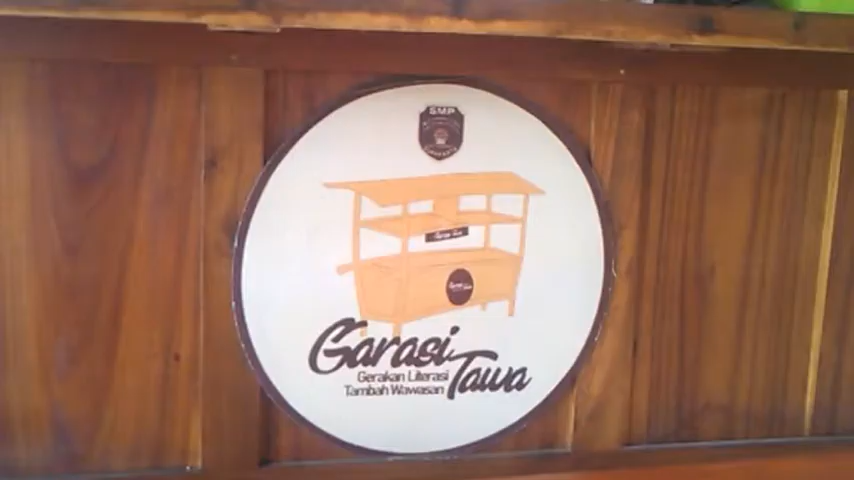 SMP
Garasi
Gerakan Literasi
Tambah Wawasan
Tawa